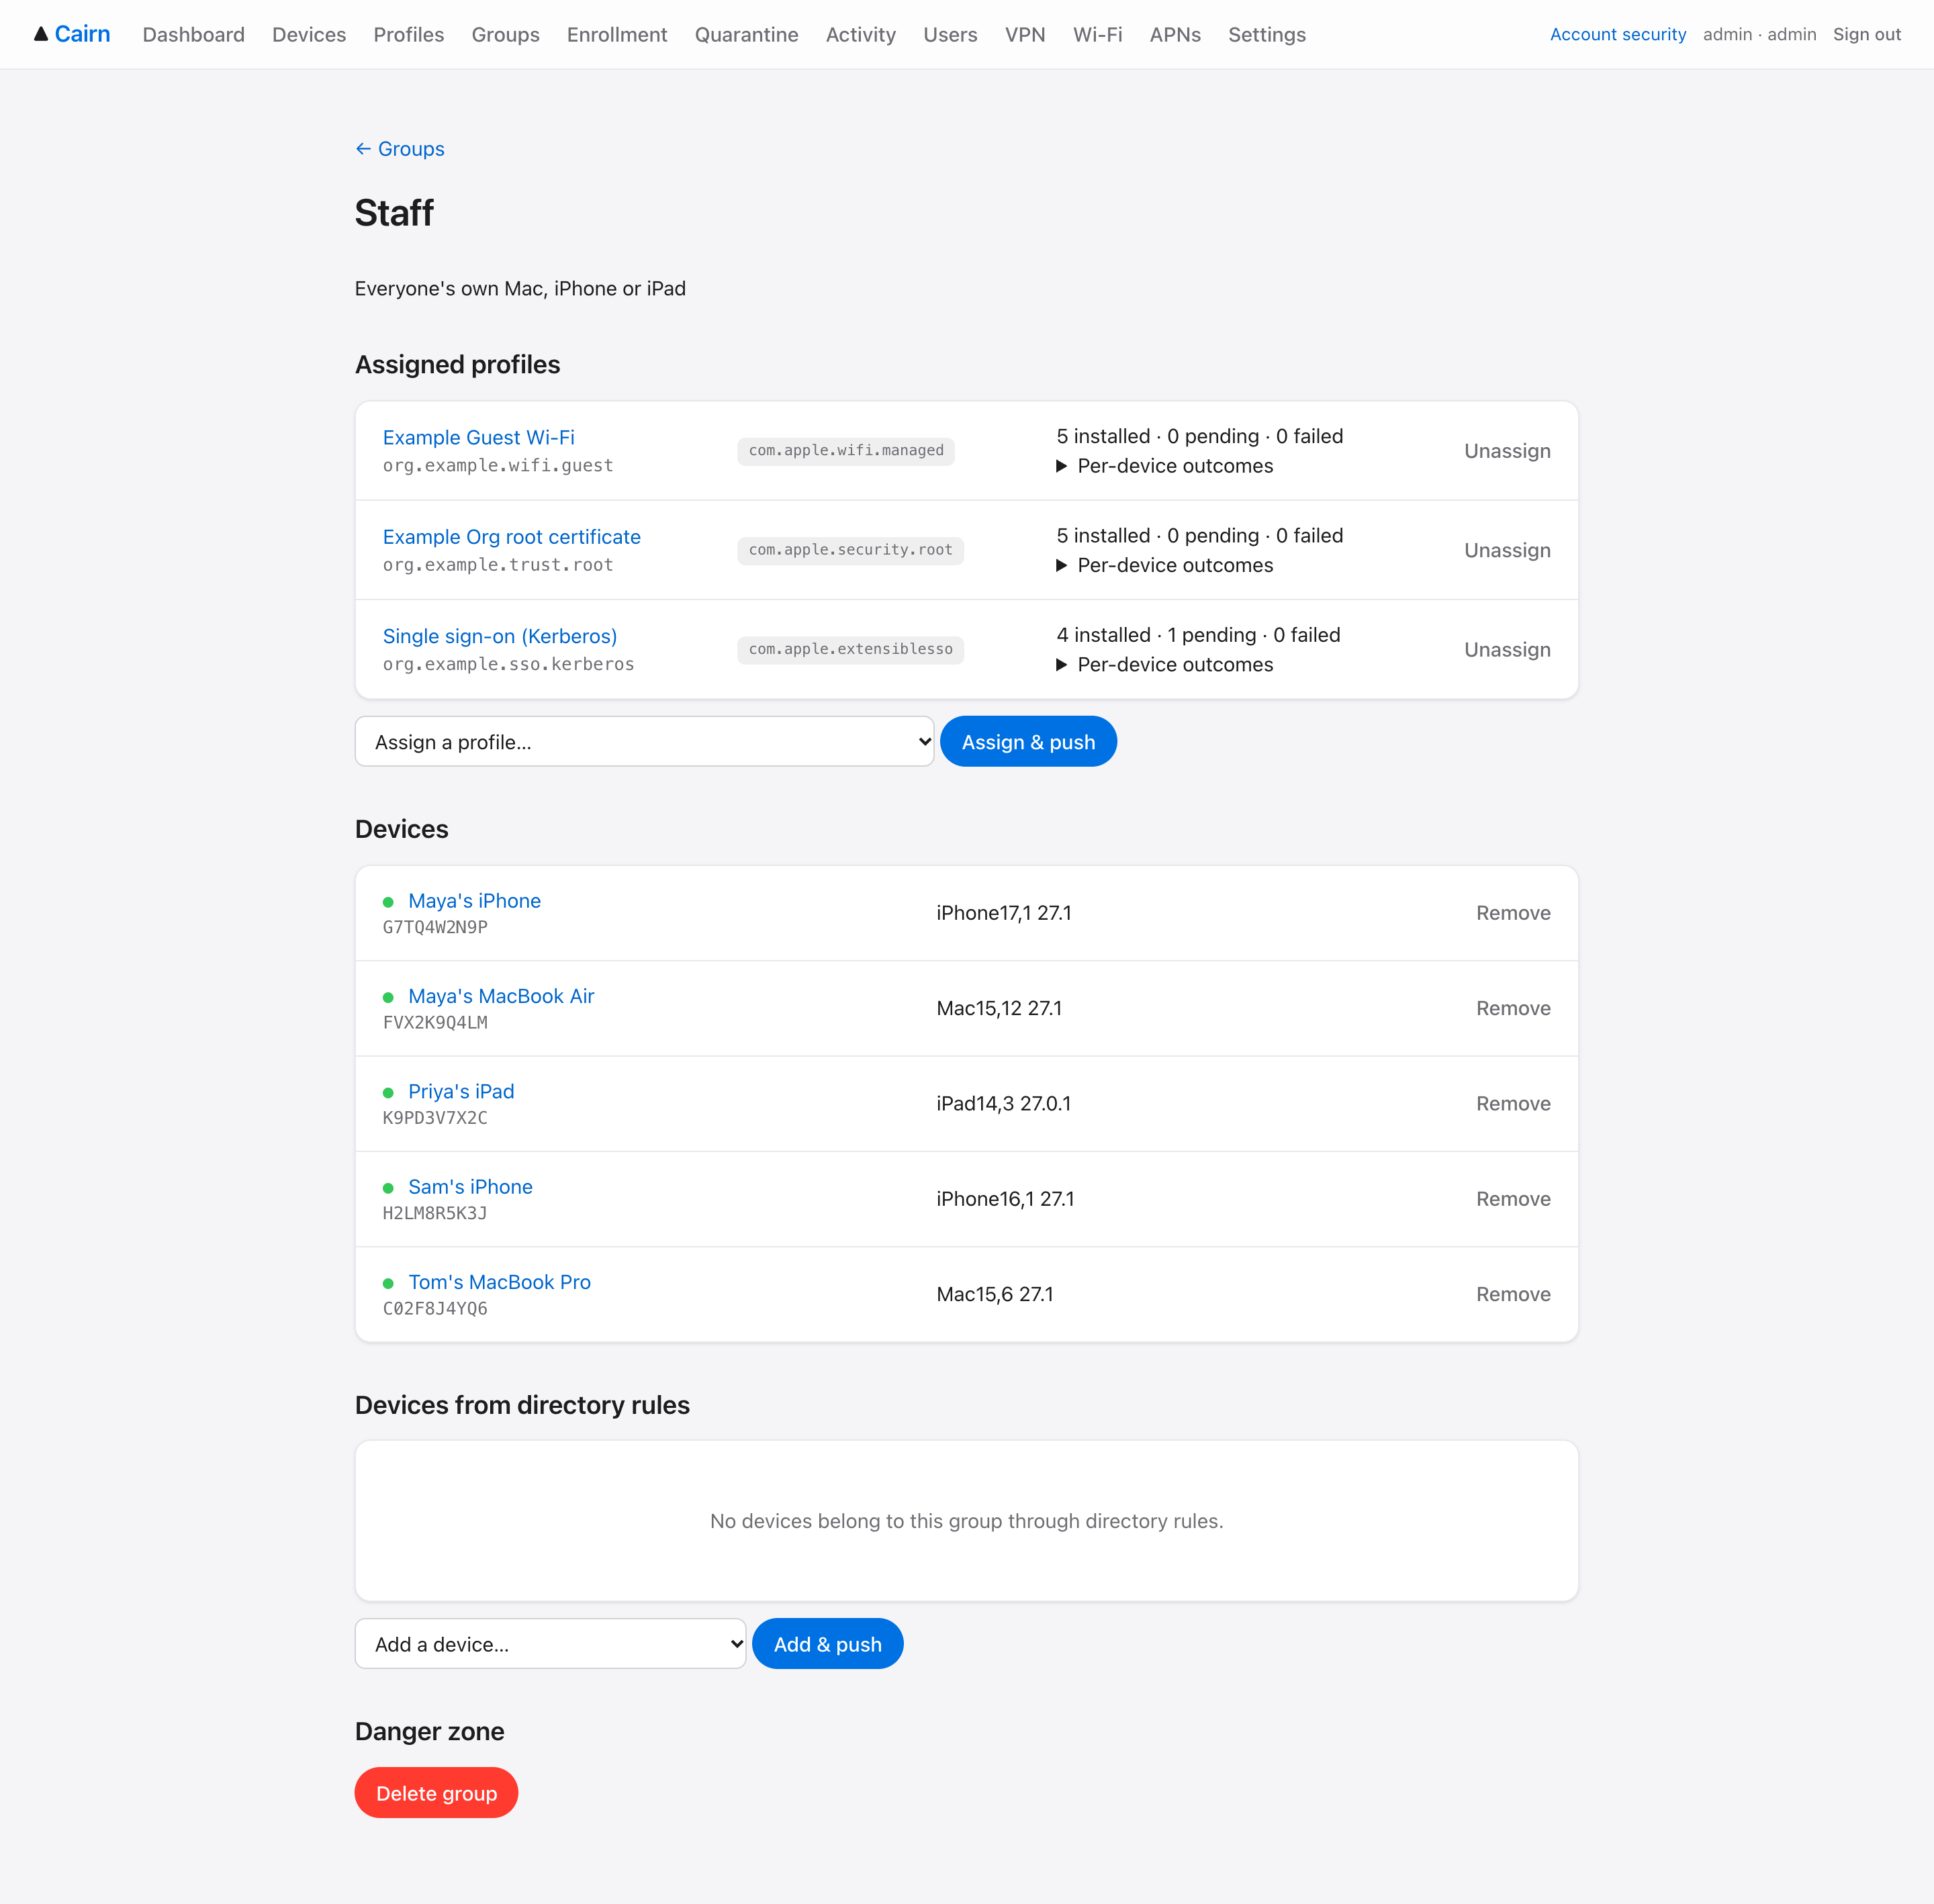 Cairn Dashboard Devices Profiles Groups Enrollment Quarantine Activity Users VPN Wi-Fi APNs Settings Account security admin · admin Sign out
← Groups
Staff
Everyone's own Mac, iPhone or iPad
Assigned profiles
Example Guest Wi-Fi
org.example.wifi.guest
com.apple.wifi.managed
5 installed · 0 pending · 0 failed
Per-device outcomes
Unassign
Example Org root certificate
org.example.trust.root
com.apple.security.root
5 installed · 0 pending · 0 failed
Per-device outcomes
Unassign
Single sign-on (Kerberos)
org.example.sso.kerberos
com.apple.extensiblesso
4 installed · 1 pending · 0 failed
Per-device outcomes
Unassign
Assign a profile...
Assign & push
Devices
Maya's iPhone
G7TQ4W2N9P
iPhone17,1 27.1
Remove
Maya's MacBook Air
FVX2K9Q4LM
Mac15,12 27.1
Remove
Priya's iPad
K9PD3V7X2C
iPad14,3 27.0.1
Remove
Sam's iPhone
H2LM8R5K3J
iPhone16,1 27.1
Remove
Tom's MacBook Pro
C02F8J4YQ6
Mac15,6 27.1
Remove
Devices from directory rules
No devices belong to this group through directory rules.
Add a device...
Add & push
Danger zone
Delete group